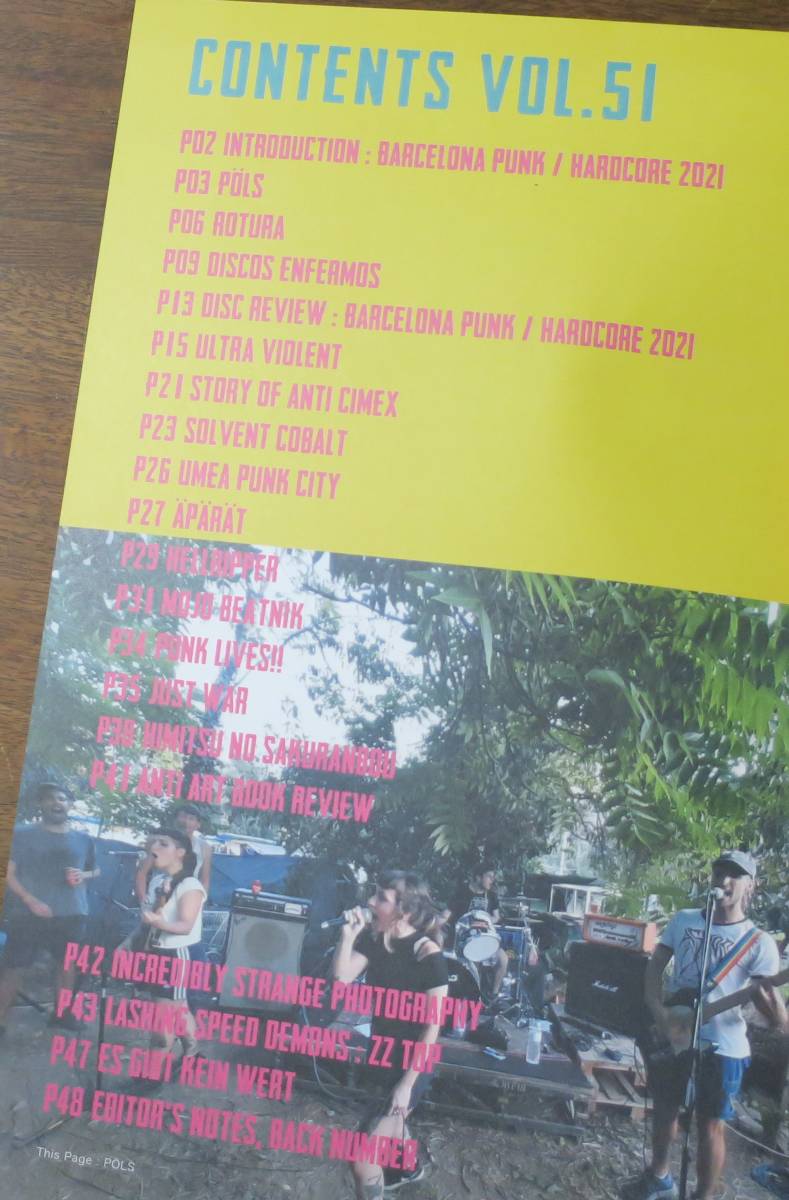 CONTENTS VOL.51
P02 INTRODUCTION : BARCELONA PUNK / HARDCORE 2021
P03 PÖLS
P06 ROTURA
P09 DISCOS ENFERMOS
P13 DISC REVIEW : BARCELONA PUNK / HARDCORE 2021
P15 ULTRA VIOLENT
P21 STORY OF ANTI CIMEX
P23 SOLVENT COBALT
P26 UMEA PUNK CITY
P27 ÄPÄRÄT
P29 HELLRIPPER
P31 MOJO BEATNIK
P34 PUNK LIVES!!
P35 JUST WAR
P39 HIMITSU NO SAKURANBOU
P41 ANTI ART BOOK REVIEW
P42 INCREDIBLY STRANGE PHOTOGRAPHY
P43 LASHING SPEED DEMONS : ZZ TOP
P47 ES GIBT KEIN WERT
P48 EDITOR'S NOTES, BACK NUMBER
This Page : PÖLS
Marshall